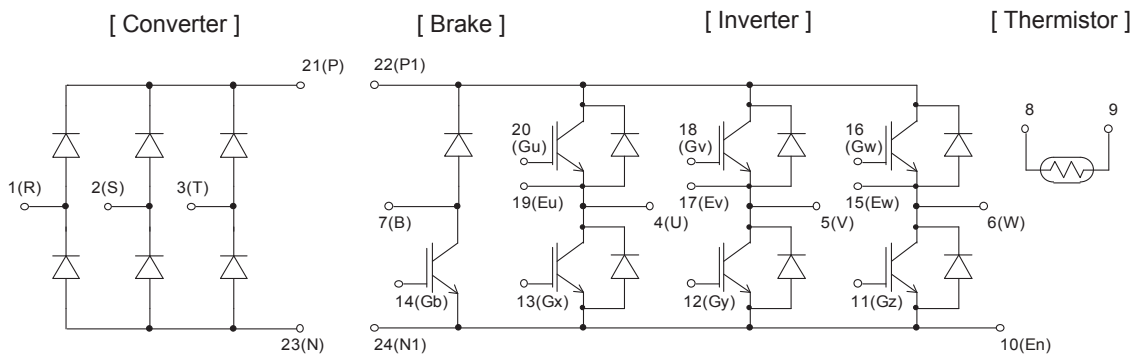 [ Converter ]
[ Brake ]
[ Inverter ]
[ Thermistor ]
21(P)
22(P1)
20
(Gu)
18
(Gv)
16
(Gw)
8
9
1(R)
2(S)
3(T)
19(Eu)
17(Ev)
15(Ew)
7(B)
4(U)
5(V)
6(W)
14(Gb)
13(Gx)
12(Gy)
11(Gz)
23(N)
24(N1)
10(En)